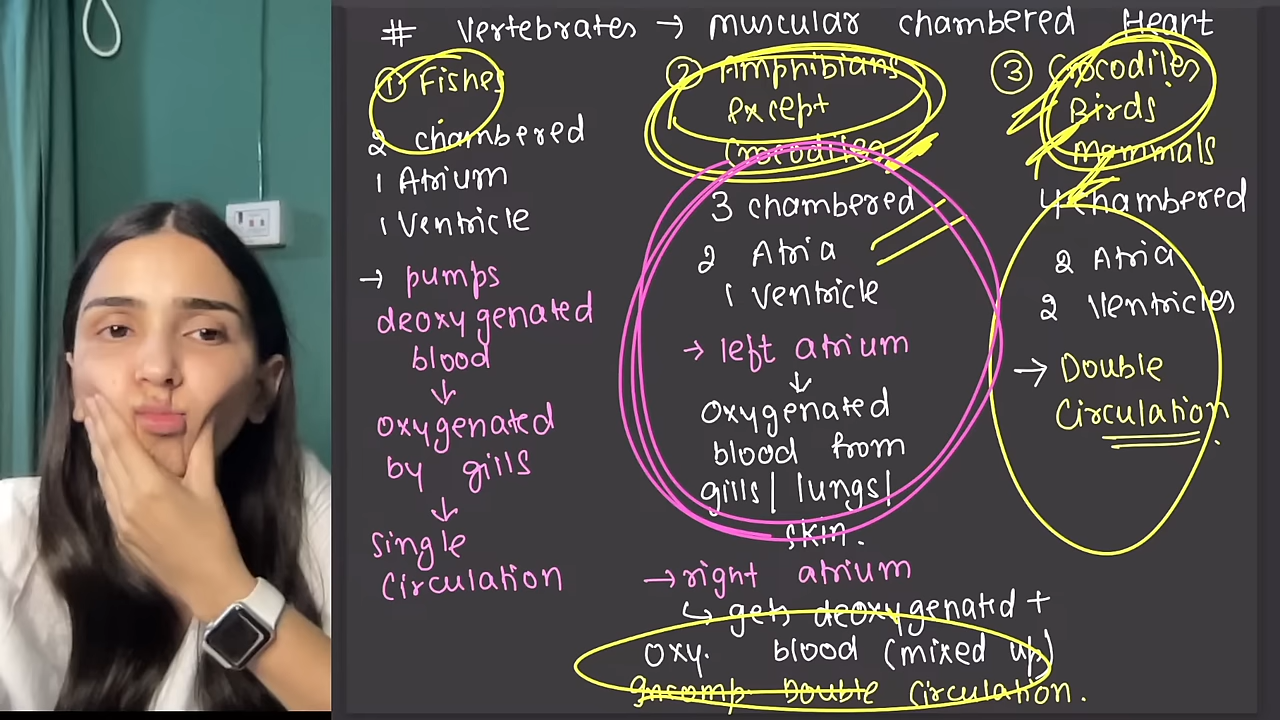 # Vertebrates → muscular chambered Heart
① Fishes
2 chambered
1 Atrium
1 Ventricle
→ pumps
deoxygenated
blood
↓
oxygenated
by gills
↓
single
circulation
② Amphibians
except
crocodiles
3 chambered
2 Atria
1 ventricle
→ left atrium
↓
oxygenated
blood from
gills/ lungs/
skin.
→ right atrium
↳ gets deoxygenated +
oxy. blood (mixed up)
Incomp. Double circulation.
③ Crocodiles
Birds
mammals
4 chambered
2 Atria
2 Ventricles
→ Double
Circulation